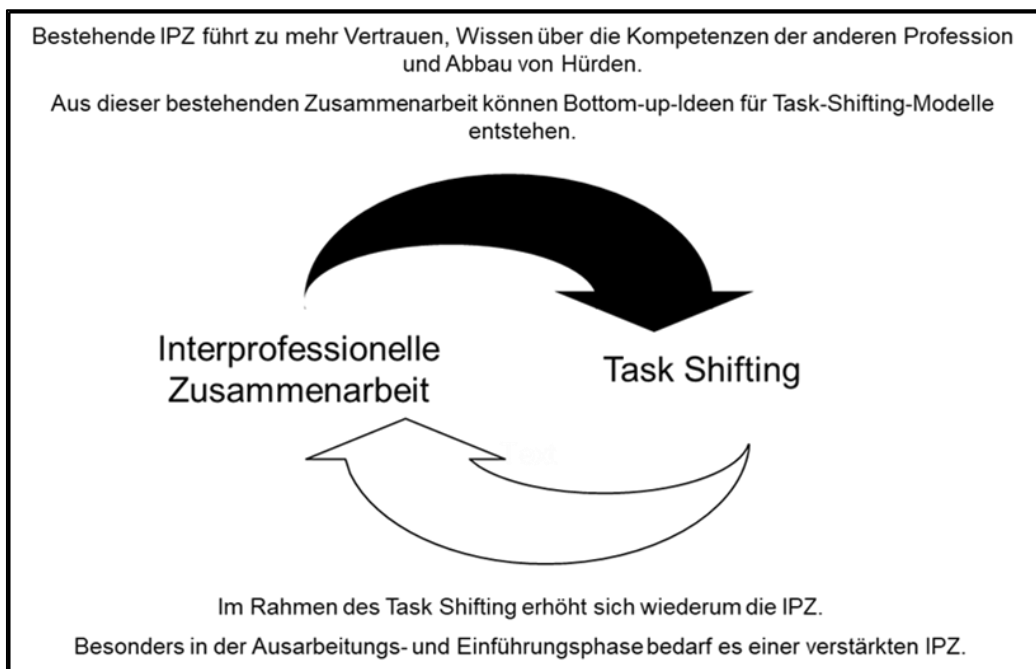 Bestehende IPZ führt zu mehr Vertrauen, Wissen über die Kompetenzen der anderen Profession
und Abbau von Hürden.
Aus dieser bestehenden Zusammenarbeit können Bottom-up-Ideen für Task-Shifting-Modelle
entstehen.
Interprofessionelle
Zusammenarbeit
Task Shifting
Im Rahmen des Task Shifting erhöht sich wiederum die IPZ.
Besonders in der Ausarbeitungs- und Einführungsphase bedarf es einer verstärkten IPZ.